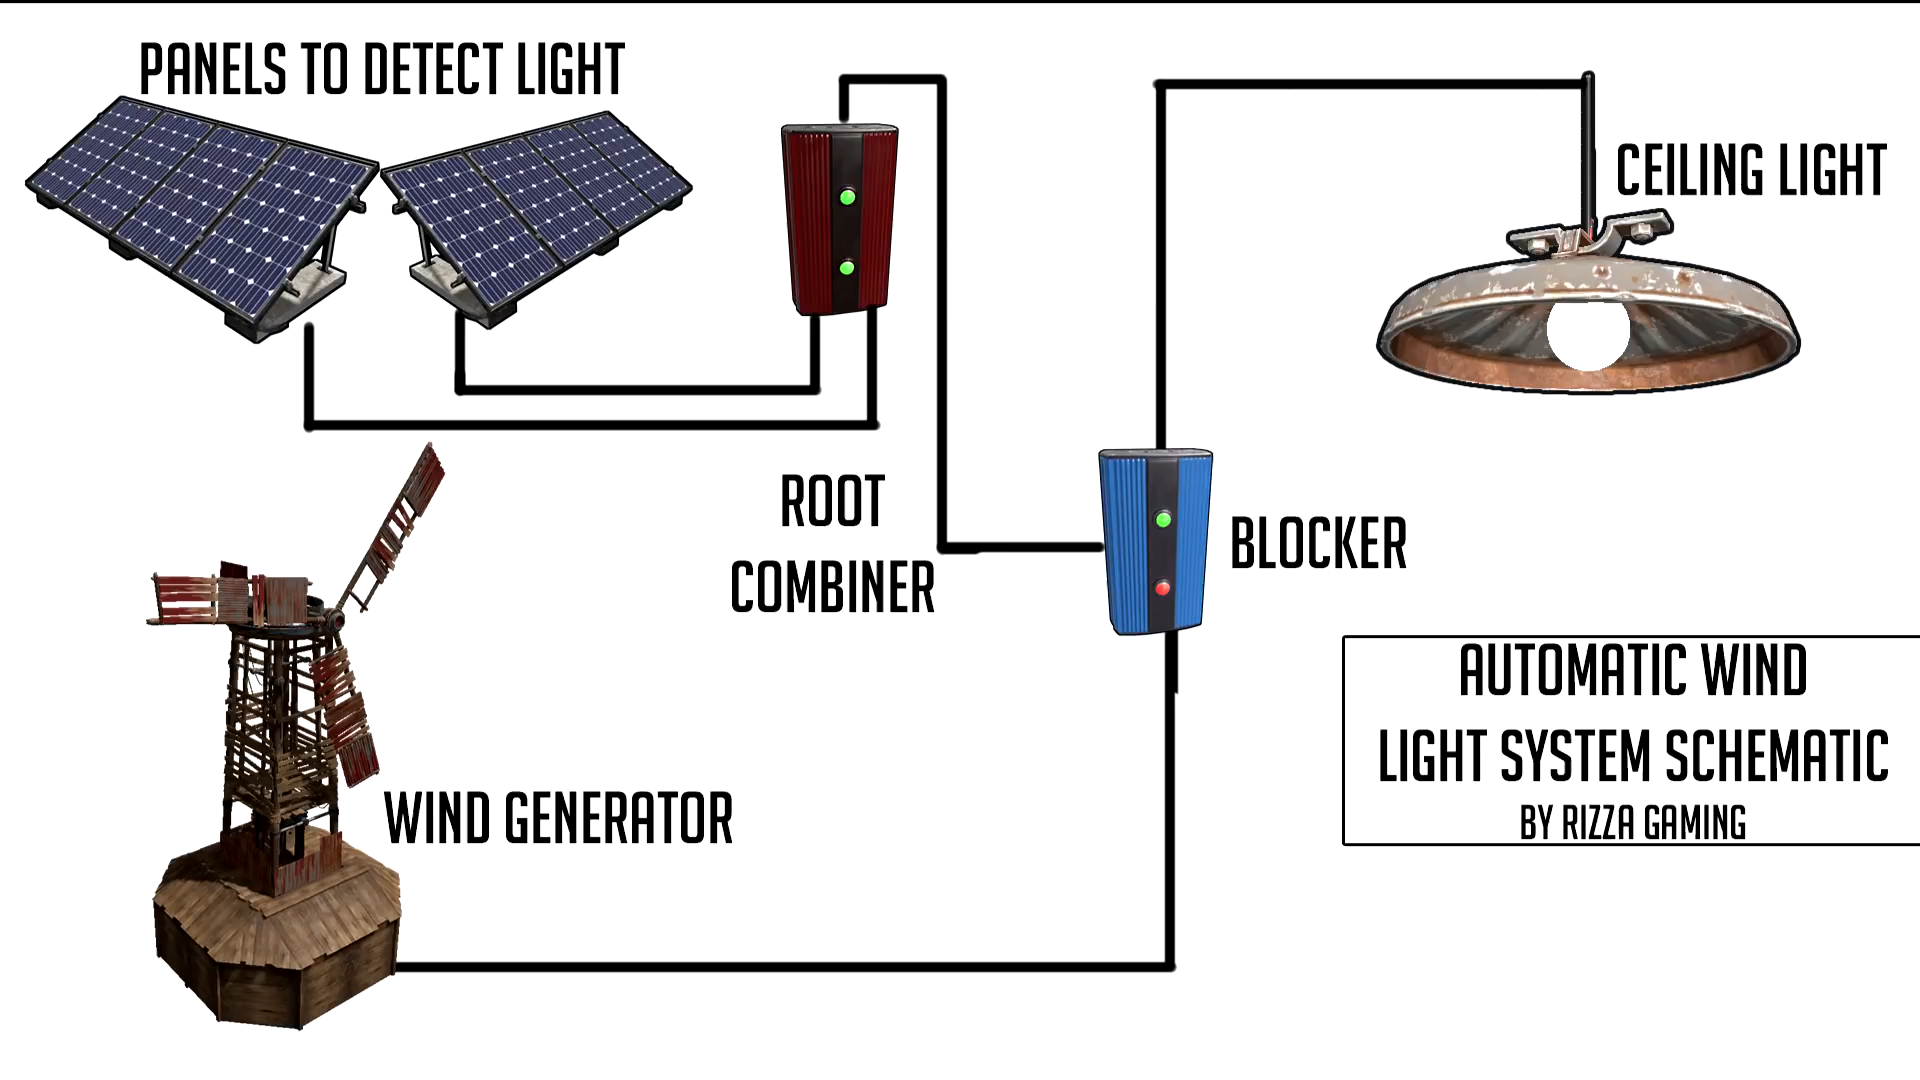 PANELS TO DETECT LIGHT
CEILING LIGHT
ROOT
COMBINER
BLOCKER
WIND GENERATOR
AUTOMATIC WIND
LIGHT SYSTEM SCHEMATIC
BY RIZZA GAMING